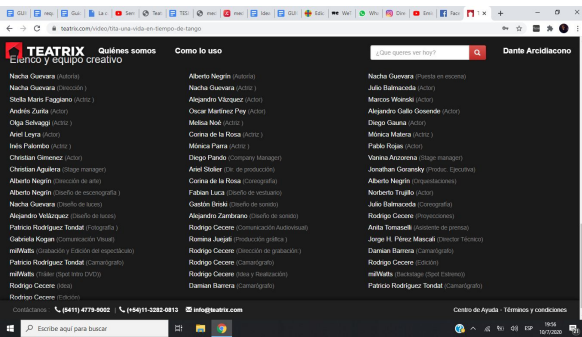 teatrix.com/video/tita-una-vida-en-tiempo-de-tango
TEATRIX
Quiénes somos
Como lo uso
¿Que quieres ver hoy?
Dante Arcidiacono
Elenco y equipo creativo
Nacha Guevara (Autoría)
Nacha Guevara (Dirección )
Stella Maris Faggiano (Actriz )
Andrés Zurita (Actor)
Olga Selvaggi (Actriz )
Ariel Leyra (Actor)
Inés Palombo (Actriz )
Christian Gimenez (Actor)
Christian Aguilera (Stage manager)
Alberto Negrín (Dirección de arte)
Alberto Negrín (Diseño de escenografía )
Nacha Guevara (Diseño de luces)
Alejandro Velázquez (Diseño de luces)
Patricio Rodríguez Tondat (Fotografía )
Gabriela Kogan (Comunicación Visual)
milWatts (Grabación y Edición del espectáculo)
Patricio Rodríguez Tondat (Camarógrafo)
milWatts (Tráiler (Spot Intro DVD))
Rodrigo Cecere (Idea)
Rodrigo Cecere (Edición)
Alberto Negrín (Autoría)
Nacha Guevara (Actriz )
Alejandro Vázquez (Actor)
Oscar Martínez Pey (Actor)
Melisa Noé (Actriz )
Corina de la Rosa (Actriz )
Mónica Parra (Actriz )
Diego Pando (Company Manager)
Ariel Stolier (Dir. de producción)
Corina de la Rosa (Coreografía)
Fabian Luca (Diseño de vestuario)
Gastón Briski (Diseño de sonido)
Alejandro Zambrano (Diseño de sonido)
Rodrigo Cecere (Comunicación Audiovisual)
Romina Juejati (Producción gráfica )
Rodrigo Cecere (Dirección de grabación )
Damian Barrera (Camarógrafo)
Rodrigo Cecere (Idea y Realización)
Rodrigo Cecere (Camarógrafo)
Damian Barrera (Camarógrafo)
Nacha Guevara (Puesta en escena)
Julio Balmaceda (Actor)
Marcos Woinski (Actor)
Alejandro Gallo Gosende (Actor)
Diego Gauna (Actor)
Mónica Matera (Actriz )
Pablo Rojas (Actor)
Vanina Anzorena (Stage manager)
Jonathan Goransky (Produc. Ejecutiva)
Alberto Negrín (Orquestaciones)
Norberto Trujillo (Actor)
Julio Balmaceda (Coreografía)
Rodrigo Cecere (Proyecciones)
Anita Tomaselli (Asistente de prensa)
Jorge H. Pérez Mascali (Director Técnico)
Damian Barrera (Camarógrafo)
Rodrigo Cecere (Edición)
milWatts (Backstage (Spot Estreno))
Patricio Rodríguez Tondat (Camarógrafo)
Contáctanos :
(5411) 4779-9002 |
(+54)11-3282-0813
info@teatrix.com
Centro de Ayuda - Términos y condiciones
Escribe aquí para buscar
ESP
19:56
10/7/2020